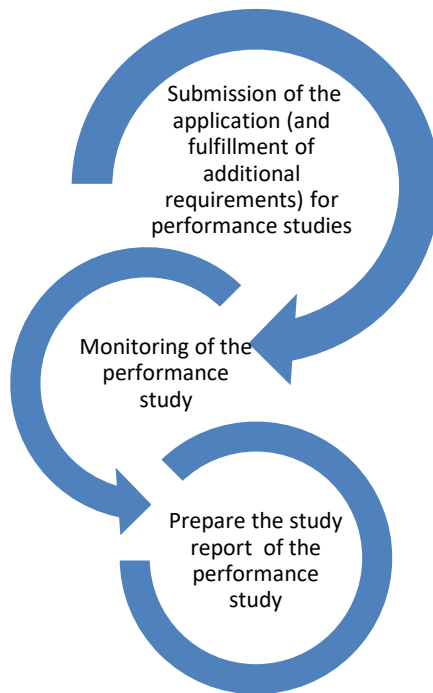 Submission of the
application (and
fulfillment of
additional
requirements) for
performance studies
Monitoring of the
performance
study
Prepare the study
report of the
performance
study